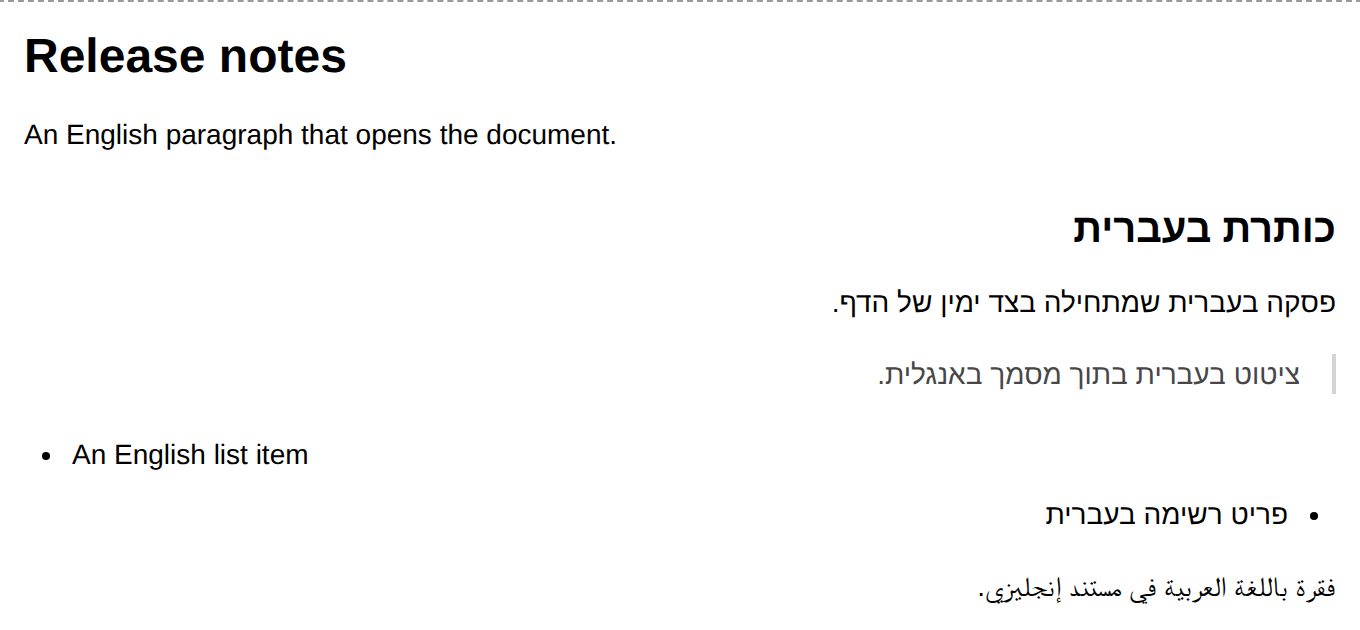 Release notes
An English paragraph that opens the document.
כותרת בעברית
פסקה בעברית שמתחילה בצד ימין של הדף.
ציטוט בעברית בתוך מסמך באנגלית.
• An English list item
• פריט רשימה בעברית
فقرة باللغة العربية في مستند إنجليزي.